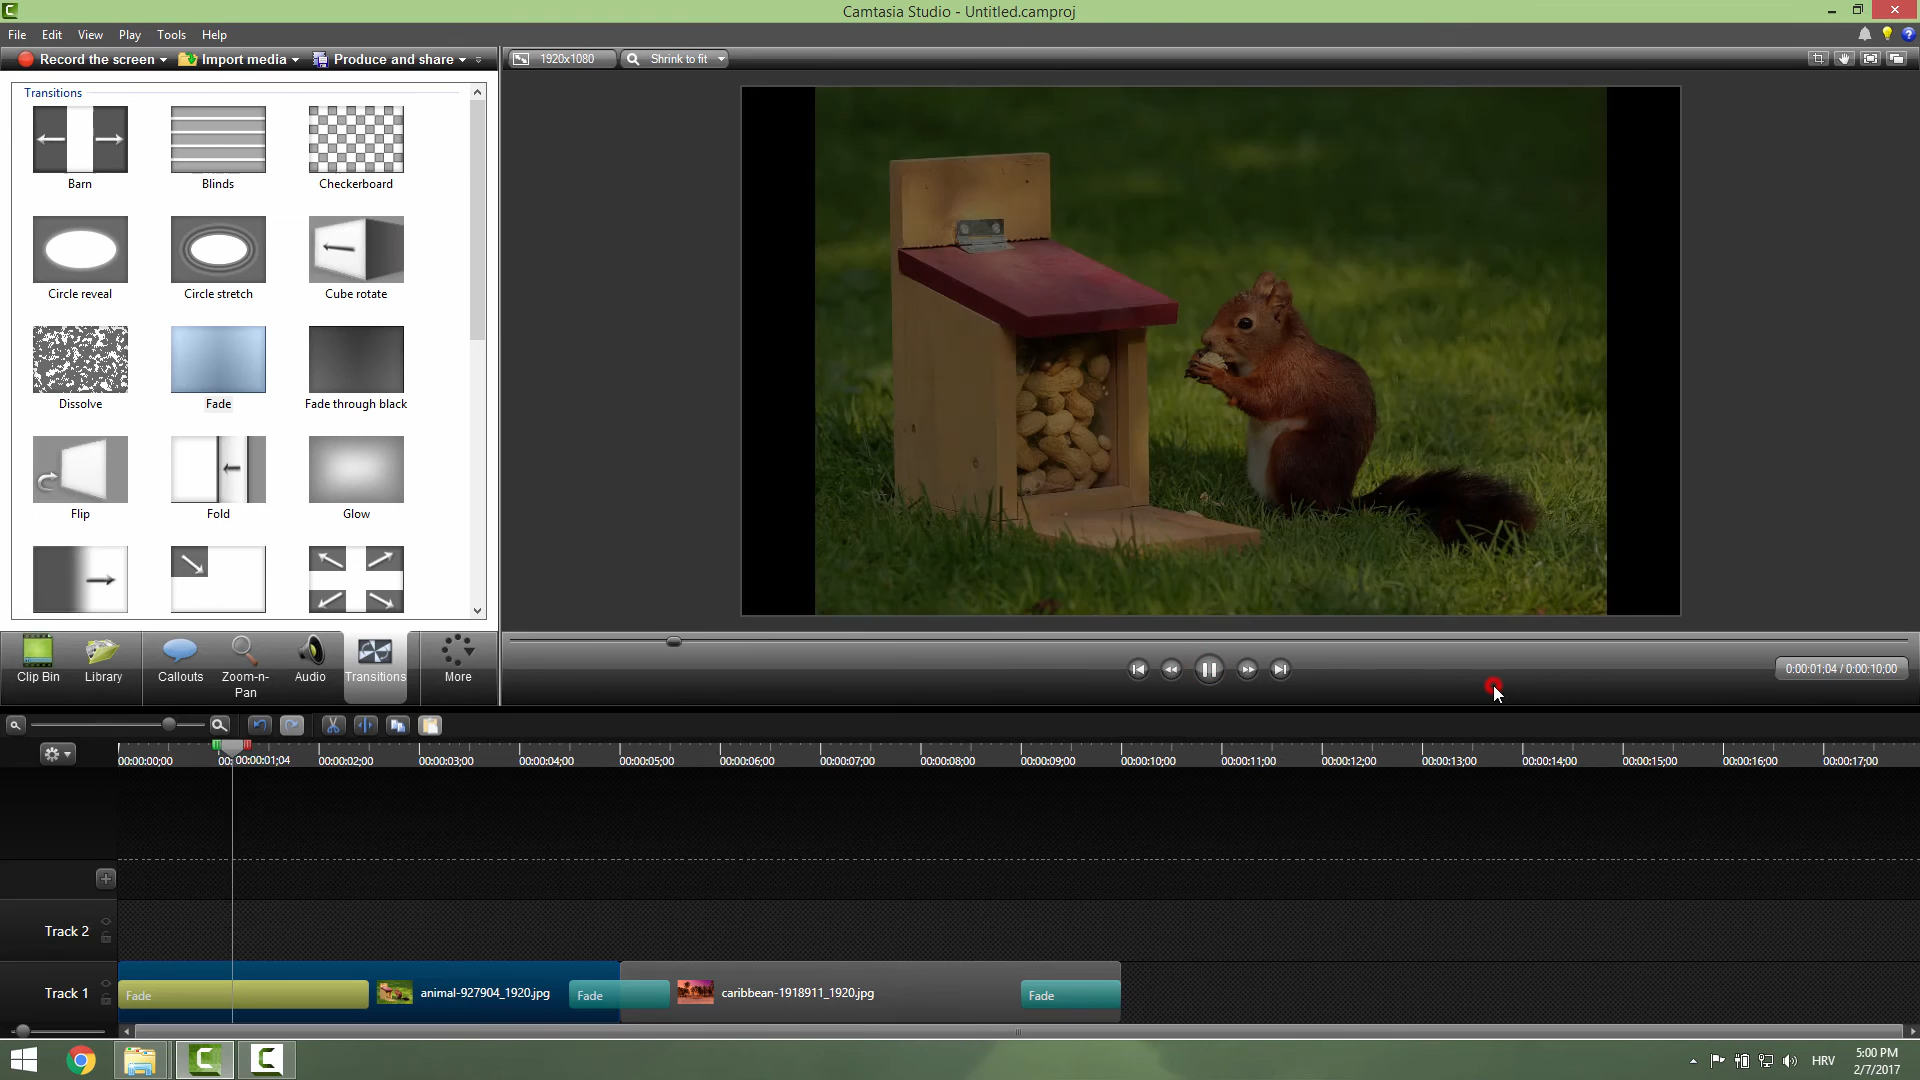 Camtasia Studio - Untitled.camproj
File Edit View Play Tools Help
Record the screen Import media Produce and share
1920x1080 Shrink to fit
Transitions
Barn Blinds Checkerboard
Circle reveal Circle stretch Cube rotate
Dissolve Fade Fade through black
Flip Fold Glow
Clip Bin Library Callouts Zoom-n-Pan Audio Transitions More
0:00:01;04 / 0:00:10;00
00:00:00;00 00: 00:00:01;04 00:00:02;00 00:00:03;00 00:00:04;00 00:00:05;00 00:00:06;00 00:00:07;00 00:00:08;00 00:00:09;00 00:00:10;00 00:00:11;00 00:00:12;00 00:00:13;00 00:00:14;00 00:00:15;00 00:00:16;00 00:00:17;00
Track 2
Track 1 Fade animal-927904_1920.jpg Fade caribbean-1918911_1920.jpg Fade
HRV 5:00 PM
2/7/2017